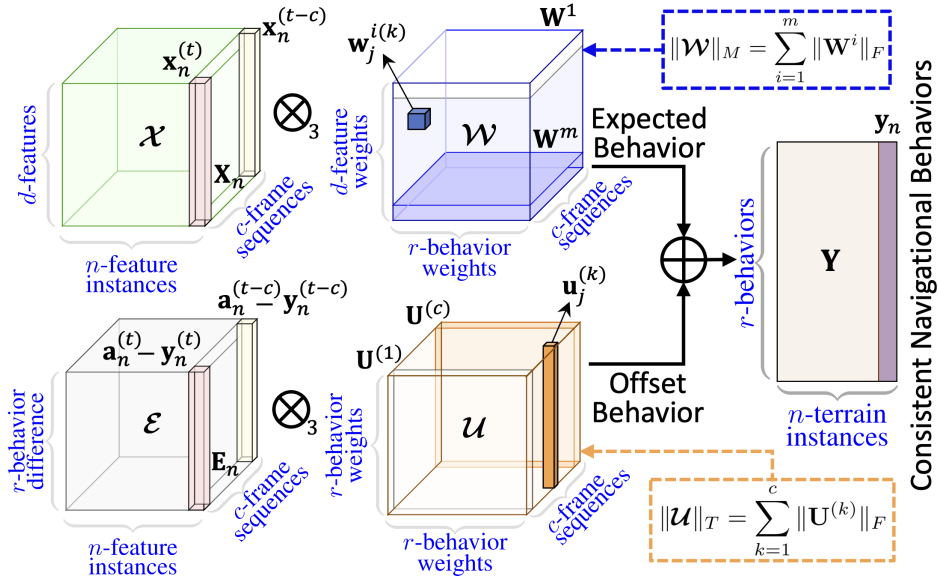 x_n^{(t-c)}
x_n^{(t)}
d-features
𝒳
X_n
⊗_3
c-frame
sequences
n-feature
instances
w_j^{i(k)}
W^1
d-feature
weights
𝒲
W^m
c-frame
sequences
r-behavior
weights
‖𝒲‖_M = \sum_{i=1}^{m} ‖W^i‖_F
Expected
Behavior
⊕
y_n
r-behaviors
Y
n-terrain
instances
Consistent Navigational Behaviors
a_n^{(t-c)} − y_n^{(t-c)}
a_n^{(t)} − y_n^{(t)}
r-behavior
difference
ℰ
E_n
⊗_3
c-frame
sequences
n-feature
instances
U^{(c)}
U^{(1)}
u_j^{(k)}
r-behavior
weights
𝒰
c-frame
sequences
r-behavior
weights
Offset
Behavior
‖𝒰‖_T = \sum_{k=1}^{c} ‖U^{(k)}‖_F